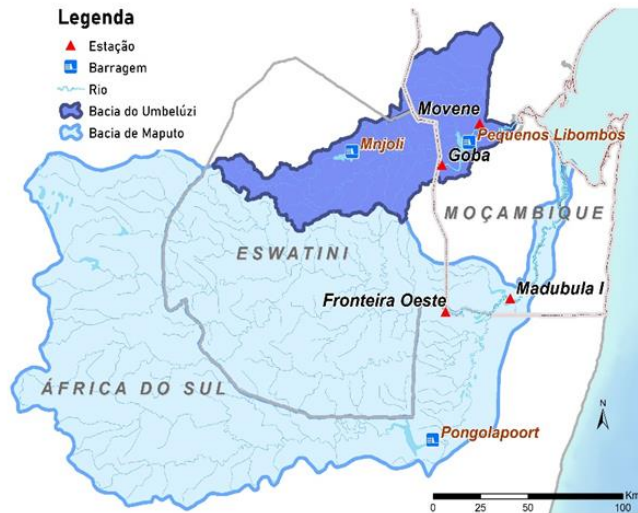 Legenda
Estação
Barragem
Rio
Bacia do Umbelúzi
Bacia de Maputo
Movene
Pequenos Libombos
Mnjoli
Goba
MOÇAMBIQUE
ESWATINI
Madubula I
Fronteira Oeste
ÁFRICA DO SUL
Pongolapoort
N
Km
0 25 50 100